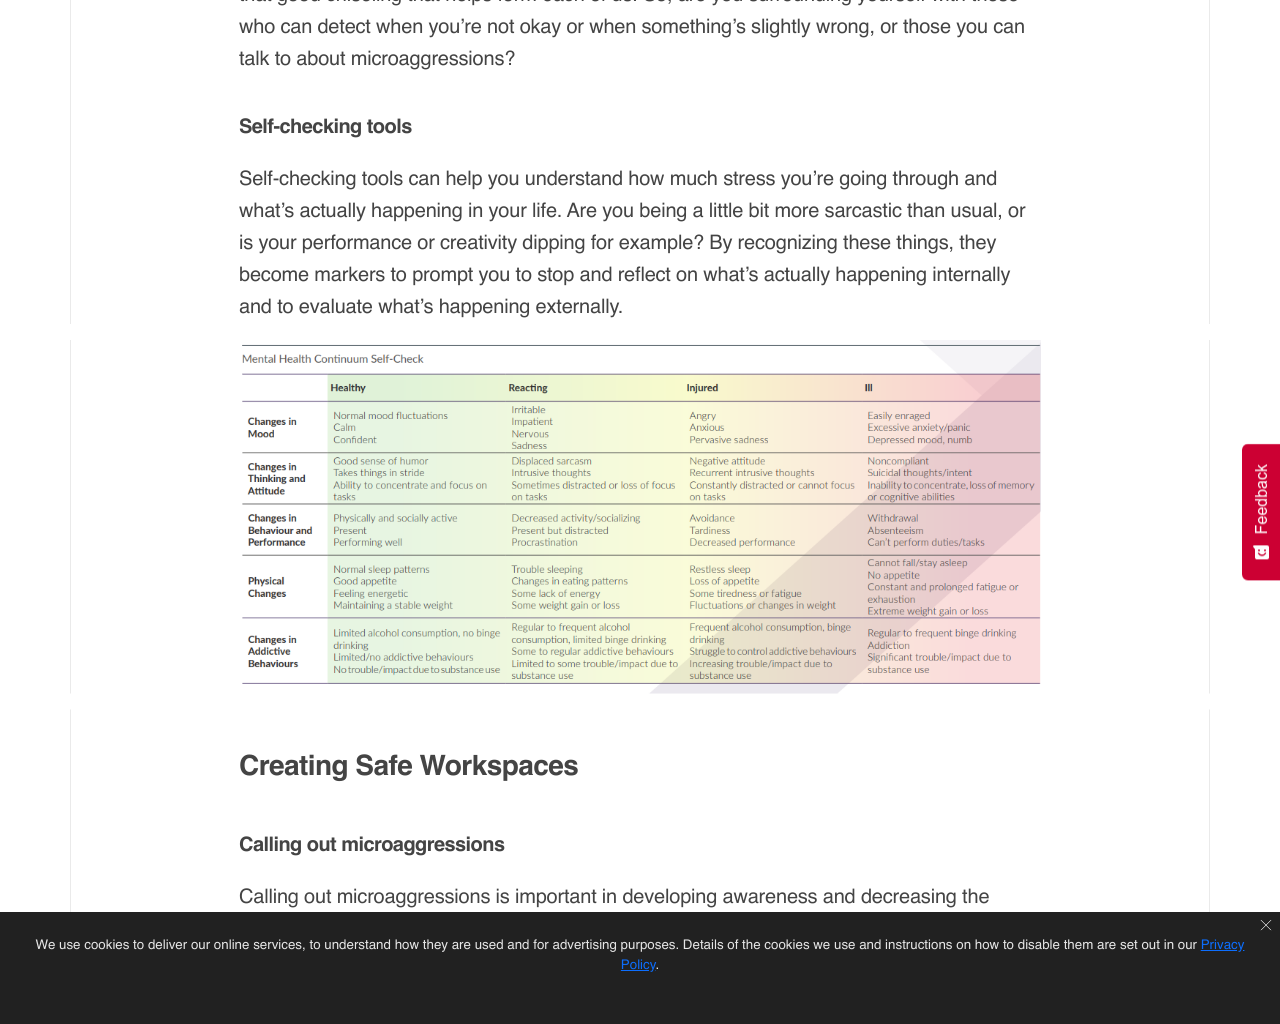 who can detect when you're not okay or when something's slightly wrong, or those you can
talk to about microaggressions?
Self-checking tools
Self-checking tools can help you understand how much stress you're going through and
what's actually happening in your life. Are you being a little bit more sarcastic than usual, or
is your performance or creativity dipping for example? By recognizing these things, they
become markers to prompt you to stop and reflect on what's actually happening internally
and to evaluate what's happening externally.
Mental Health Continuum Self-Check
Healthy
Reacting
Injured
Ill
Changes in
Mood
Normal mood fluctuations
Calm
Confident
Irritable
Impatient
Nervous
Sadness
Angry
Anxious
Pervasive sadness
Easily enraged
Excessive anxiety/panic
Depressed mood, numb
Changes in
Thinking and
Attitude
Good sense of humor
Takes things in stride
Ability to concentrate and focus on
tasks
Displaced sarcasm
Intrusive thoughts
Sometimes distracted or loss of focus
on tasks
Negative attitude
Recurrent intrusive thoughts
Constantly distracted or cannot focus
on tasks
Noncompliant
Suicidal thoughts/intent
Inability to concentrate, loss of memory
or cognitive abilities
Changes in
Behaviour and
Performance
Physically and socially active
Present
Performing well
Decreased activity/socializing
Present but distracted
Procrastination
Avoidance
Tardiness
Decreased performance
Withdrawal
Absenteeism
Can't perform duties/tasks
Physical
Changes
Normal sleep patterns
Good appetite
Feeling energetic
Maintaining a stable weight
Trouble sleeping
Changes in eating patterns
Some lack of energy
Some weight gain or loss
Restless sleep
Loss of appetite
Some tiredness or fatigue
Fluctuations or changes in weight
Cannot fall/stay asleep
No appetite
Constant and prolonged fatigue or
exhaustion
Extreme weight gain or loss
Changes in
Addictive
Behaviours
Limited alcohol consumption, no binge
drinking
Limited/no addictive behaviours
No trouble/impact due to substance use
Regular to frequent alcohol
consumption, limited binge drinking
Some to regular addictive behaviours
Limited to some trouble/impact due to
substance use
Frequent alcohol consumption, binge
drinking
Struggle to control addictive behaviours
Increasing trouble/impact due to
substance use
Regular to frequent binge drinking
Addiction
Significant trouble/impact due to
substance use
Feedback
Creating Safe Workspaces
Calling out microaggressions
Calling out microaggressions is important in developing awareness and decreasing the
We use cookies to deliver our online services, to understand how they are used and for advertising purposes. Details of the cookies we use and instructions on how to disable them are set out in our Privacy
Policy.